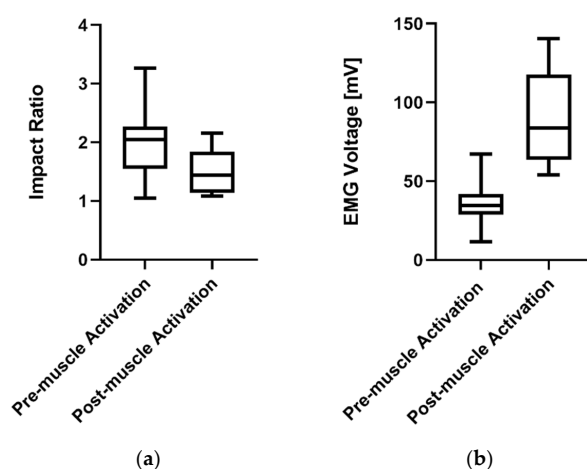 Impact Ratio
4
3
2
1
0
Pre-muscle Activation
Post-muscle Activation
(a)
EMG Voltage [mV]
150
100
50
0
Pre-muscle Activation
Post-muscle Activation
(b)